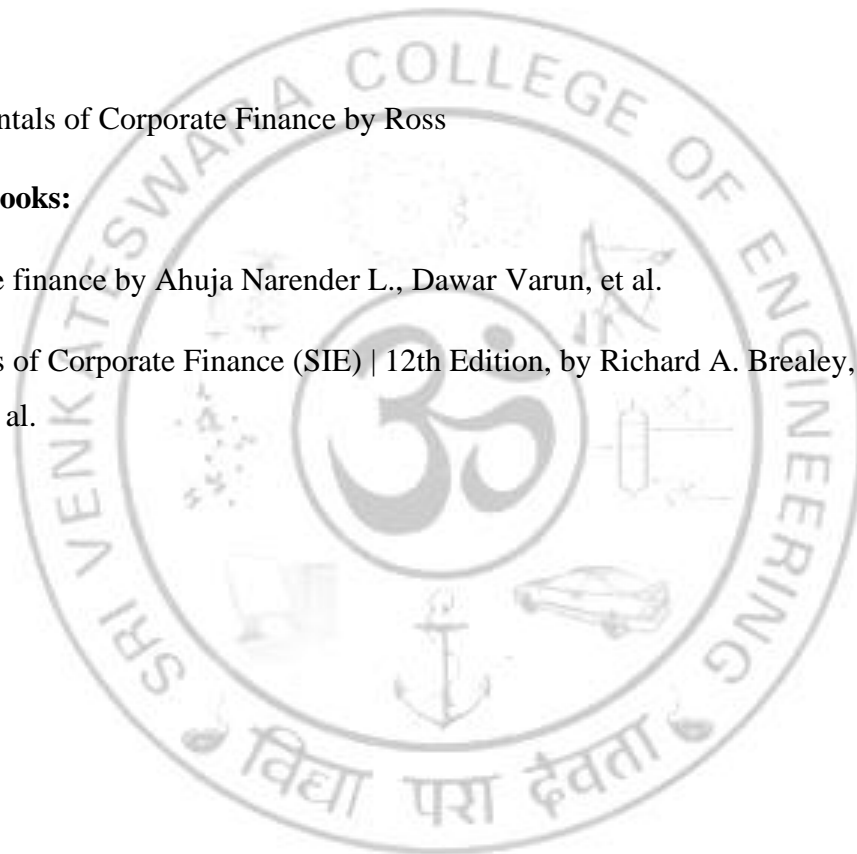 ntals of Corporate Finance by Ross
ooks:
e finance by Ahuja Narender L., Dawar Varun, et al.
s of Corporate Finance (SIE) | 12th Edition, by Richard A. Brealey,
al.
SRI VENKATESWARA COLLEGE OF ENGINEERING
ॐ
विद्या परा देवता